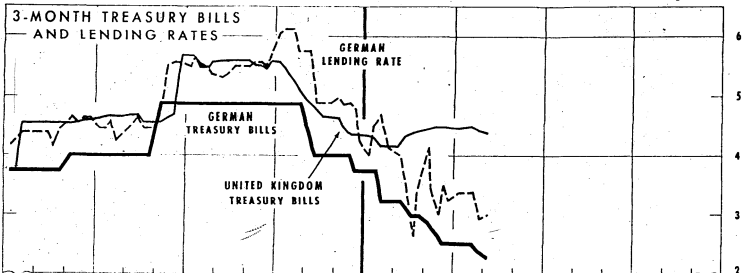 3-MONTH TREASURY BILLS
AND LENDING RATES
GERMAN
LENDING RATE
GERMAN
TREASURY BILLS
UNITED KINGDOM
TREASURY BILLS
6
5
4
3
2